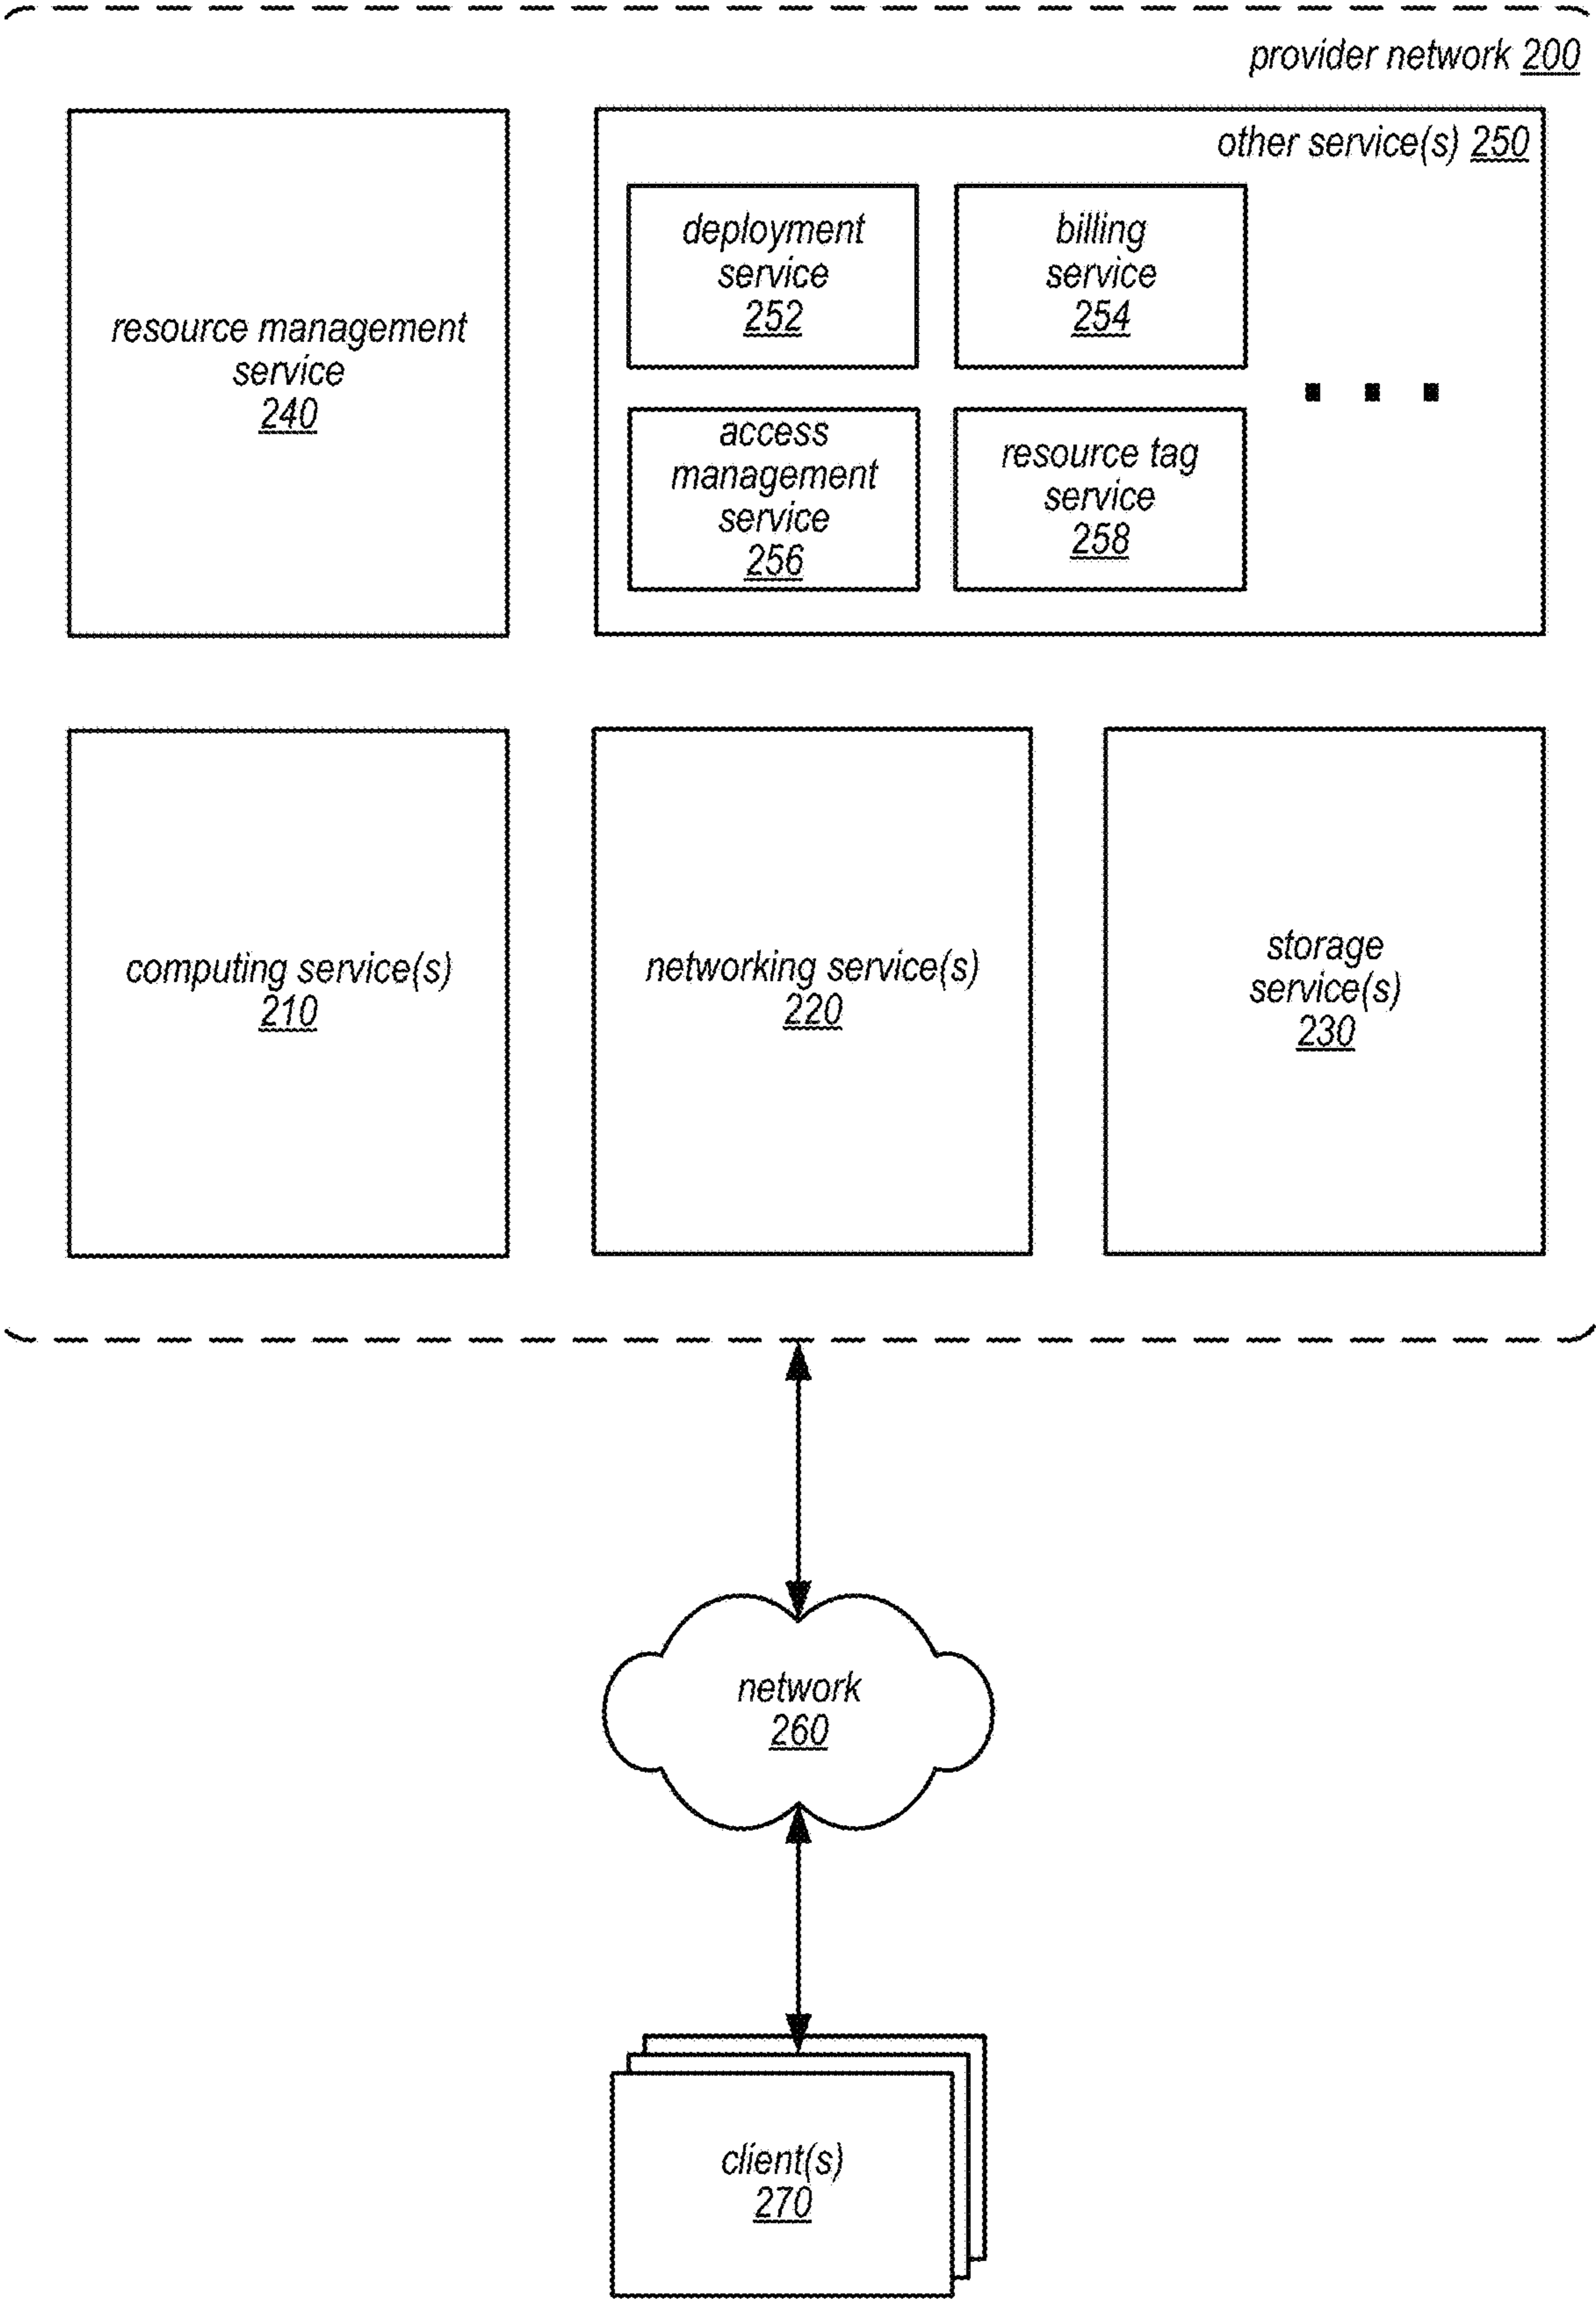 provider network 200
resource management
service
240
other service(s) 250
deployment
service
252
billing
service
254
access
management
service
256
resource tag
service
258
computing service(s)
210
networking service(s)
220
storage
service(s)
230
network
260
client(s)
270